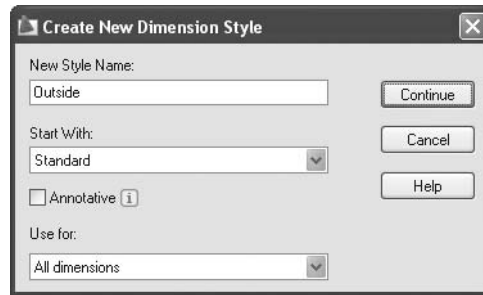 Create New Dimension Style
New Style Name:
Outside
Continue
Start With:
Standard
Cancel
Annotative i
Help
Use for:
All dimensions